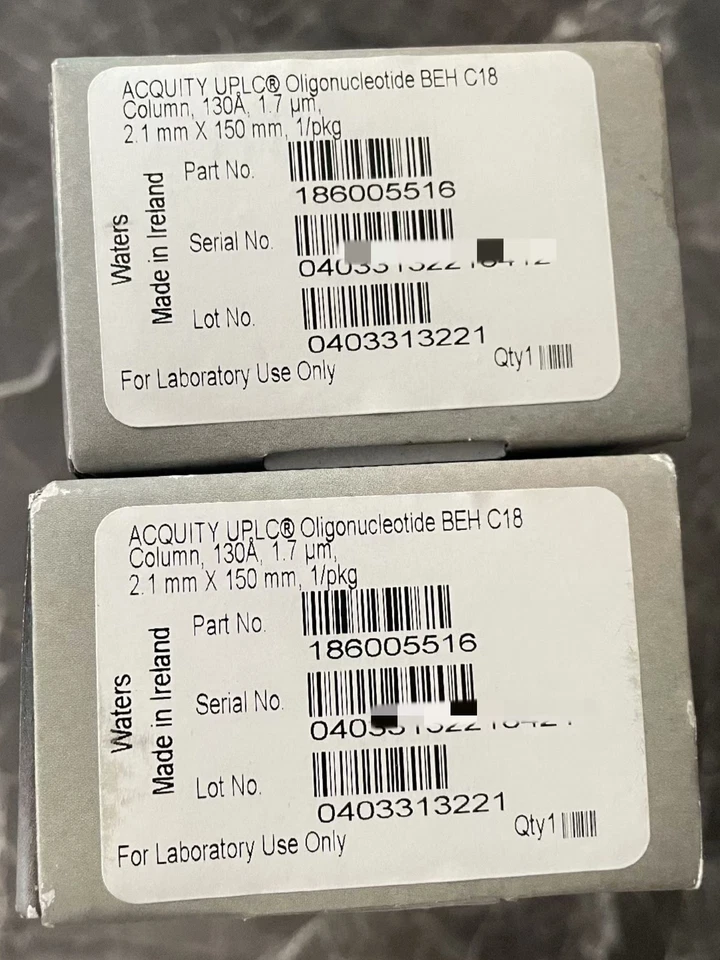 ACQUITY UPLC® Oligonucleotide BEH C18
Column, 130Å, 1.7 µm,
2.1 mm X 150 mm, 1/pkg
Waters
Made in Ireland
Part No.
186005516
Serial No.
Lot No.
0403313221
Qty1
For Laboratory Use Only
ACQUITY UPLC® Oligonucleotide BEH C18
Column, 130Å, 1.7 µm,
2.1 mm X 150 mm, 1/pkg
Waters
Made in Ireland
Part No.
186005516
Serial No.
Lot No.
0403313221
Qty1
For Laboratory Use Only